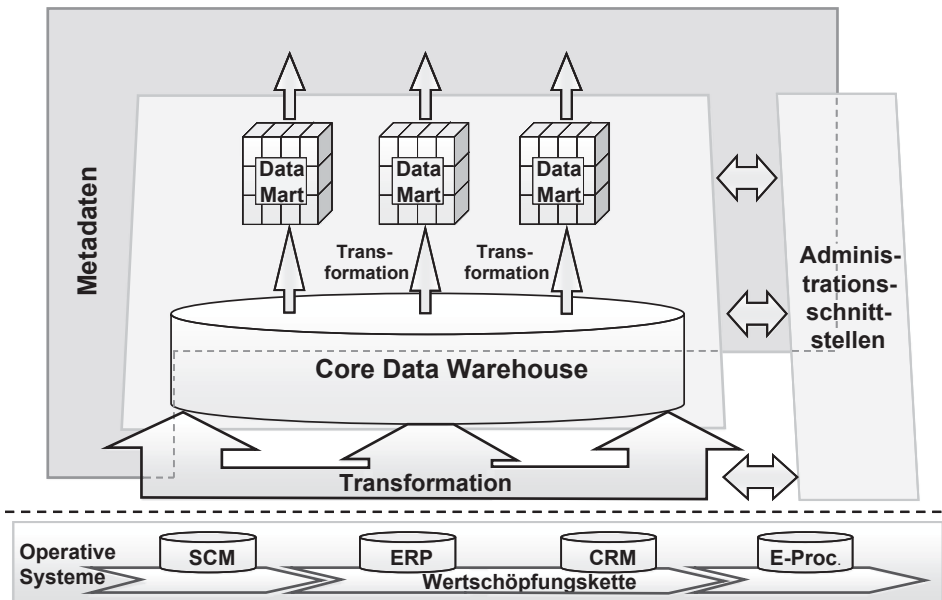 Metadaten
Data
Mart
Data
Mart
Data
Mart
Trans-
formation
Trans-
formation
Adminis-
trations-
schnitt-
stellen
Core Data Warehouse
Transformation
Operative
Systeme
SCM
ERP
CRM
E-Proc.
Wertschöpfungskette